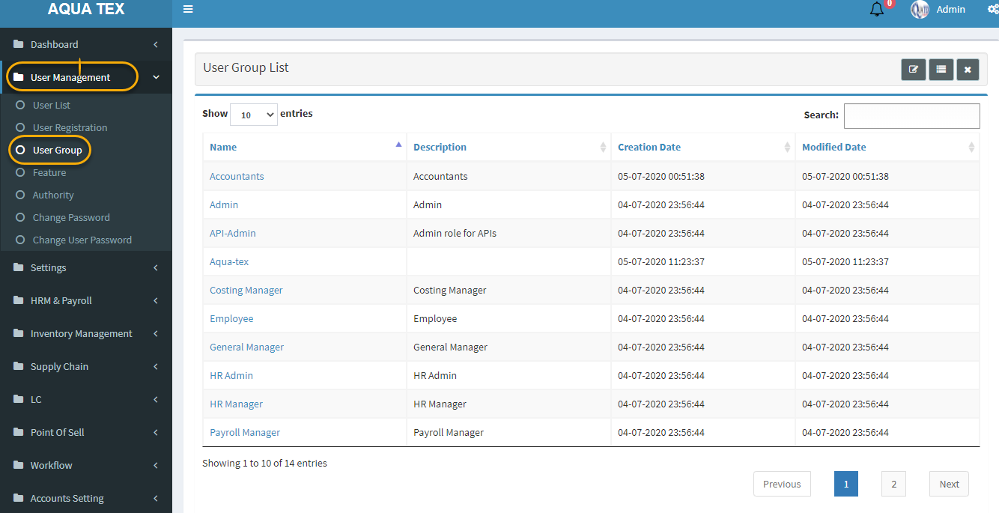 AQUA TEX
0
Admin
Dashboard
User Management
User List
User Registration
User Group
Feature
Authority
Change Password
Change User Password
Settings
HRM & Payroll
Inventory Management
Supply Chain
LC
Point Of Sell
Workflow
Accounts Setting
User Group List
Show 10 entries
Search:
Name Description Creation Date Modified Date
Accountants Accountants 05-07-2020 00:51:38 05-07-2020 00:51:38
Admin Admin 04-07-2020 23:56:44 04-07-2020 23:56:44
API-Admin Admin role for APIs 04-07-2020 23:56:44 04-07-2020 23:56:44
Aqua-tex 05-07-2020 11:23:37 05-07-2020 11:23:37
Costing Manager Costing Manager 04-07-2020 23:56:44 04-07-2020 23:56:44
Employee Employee 04-07-2020 23:56:44 04-07-2020 23:56:44
General Manager General Manager 04-07-2020 23:56:44 04-07-2020 23:56:44
HR Admin HR Admin 04-07-2020 23:56:44 04-07-2020 23:56:44
HR Manager HR Manager 04-07-2020 23:56:44 04-07-2020 23:56:44
Payroll Manager Payroll Manager 04-07-2020 23:56:44 04-07-2020 23:56:44
Showing 1 to 10 of 14 entries
Previous 1 2 Next